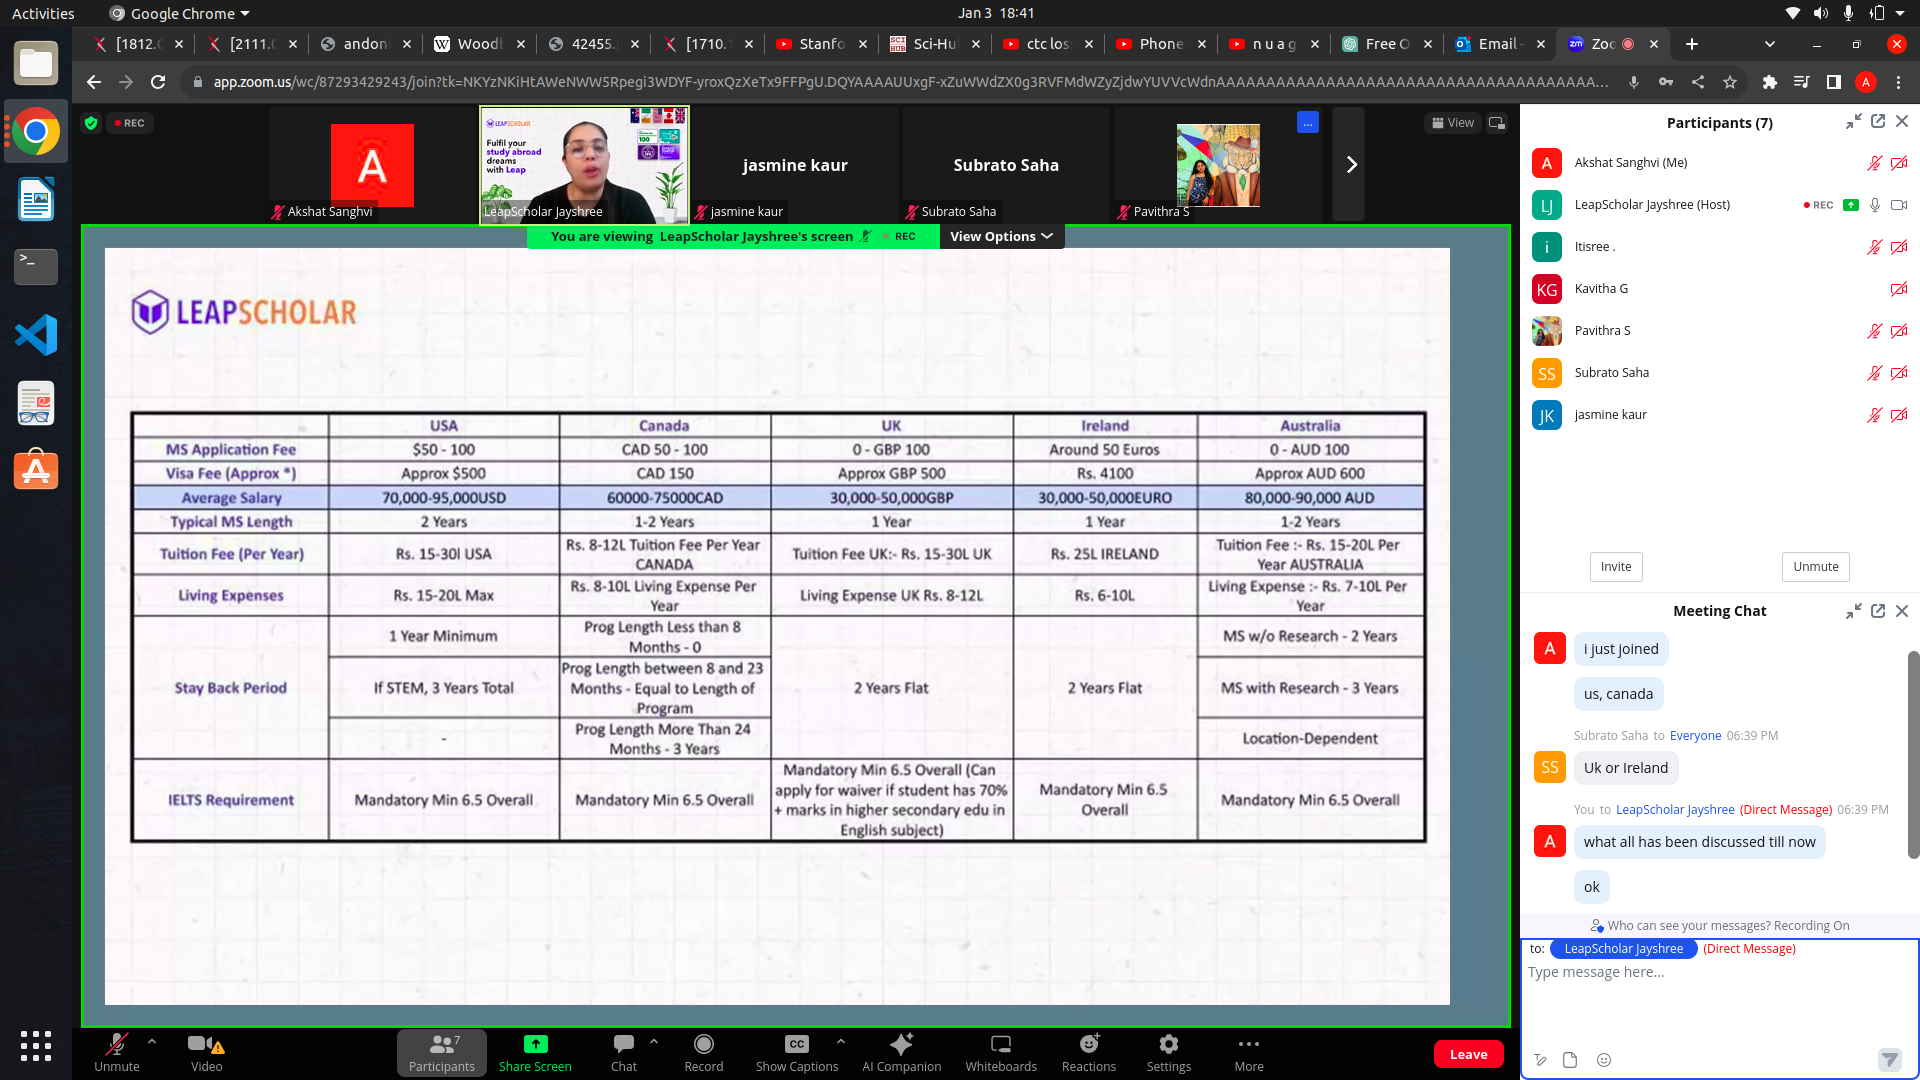 Activities
Google Chrome
Jan 3 18:41
[1812.0
[2111.0
andoni
Woodb
42455.p
[1710.1
Stanfo
Sci-Hu
ctc los
Phone
n u a g
Free O
Email -
Zoo
app.zoom.us/wc/87293429243/join?tk=NKYzNKiHtAWeNWW5Rpegi3WDYF-yroxQzXeTx9FFPgU.DQYAAAAUUxgF-xZuWWdZX0g3RVFMdWZyZjdwYUVVcWdnAAAAAAAAAAAAAAAAAAAAAAAAAAAAAAAAAAAAAA...
REC
View
A
Akshat Sanghvi
LEAPSCHOLAR
Fulfil your
study abroad
dreams
with Leap
LeapScholar Jayshree
jasmine kaur
jasmine kaur
Subrato Saha
Subrato Saha
Pavithra S
You are viewing LeapScholar Jayshree's screen
REC
View Options
LEAPSCHOLAR
USA Canada UK Ireland Australia
MS Application Fee $50 - 100 CAD 50 - 100 0 - GBP 100 Around 50 Euros 0 - AUD 100
Visa Fee (Approx *) Approx $500 CAD 150 Approx GBP 500 Rs. 4100 Approx AUD 600
Average Salary 70,000-95,000USD 60000-75000CAD 30,000-50,000GBP 30,000-50,000EURO 80,000-90,000 AUD
Typical MS Length 2 Years 1-2 Years 1 Year 1 Year 1-2 Years
Tuition Fee (Per Year)
Rs. 15-30l USA
Rs. 8-12L Tuition Fee Per Year
CANADA
Tuition Fee UK:- Rs. 15-30L UK
Rs. 25L IRELAND
Tuition Fee :- Rs. 15-20L Per
Year AUSTRALIA
Living Expenses
Rs. 15-20L Max
Rs. 8-10L Living Expense Per
Year
Living Expense UK Rs. 8-12L
Rs. 6-10L
Living Expense :- Rs. 7-10L Per
Year
Stay Back Period
1 Year Minimum
If STEM, 3 Years Total
-
Prog Length Less than 8
Months - 0
Prog Length between 8 and 23
Months - Equal to Length of
Program
Prog Length More Than 24
Months - 3 Years
2 Years Flat
2 Years Flat
MS w/o Research - 2 Years
MS with Research - 3 Years
Location-Dependent
IELTS Requirement
Mandatory Min 6.5 Overall
Mandatory Min 6.5 Overall
Mandatory Min 6.5 Overall (Can
apply for waiver if student has 70%
+ marks in higher secondary edu in
English subject)
Mandatory Min 6.5
Overall
Mandatory Min 6.5 Overall
Participants (7)
A Akshat Sanghvi (Me)
LJ LeapScholar Jayshree (Host) REC
i Itisree .
KG Kavitha G
Pavithra S
SS Subrato Saha
JK jasmine kaur
Invite
Unmute
Meeting Chat
A
i just joined
us, canada
Subrato Saha to Everyone 06:39 PM
SS
Uk or Ireland
You to LeapScholar Jayshree (Direct Message) 06:39 PM
A
what all has been discussed till now
ok
Who can see your messages? Recording On
to: LeapScholar Jayshree (Direct Message)
Type message here...
Unmute
Video
Participants 7
Share Screen
Chat
Record
CC
Show Captions
AI Companion
Whiteboards
Reactions
Settings
More
Leave